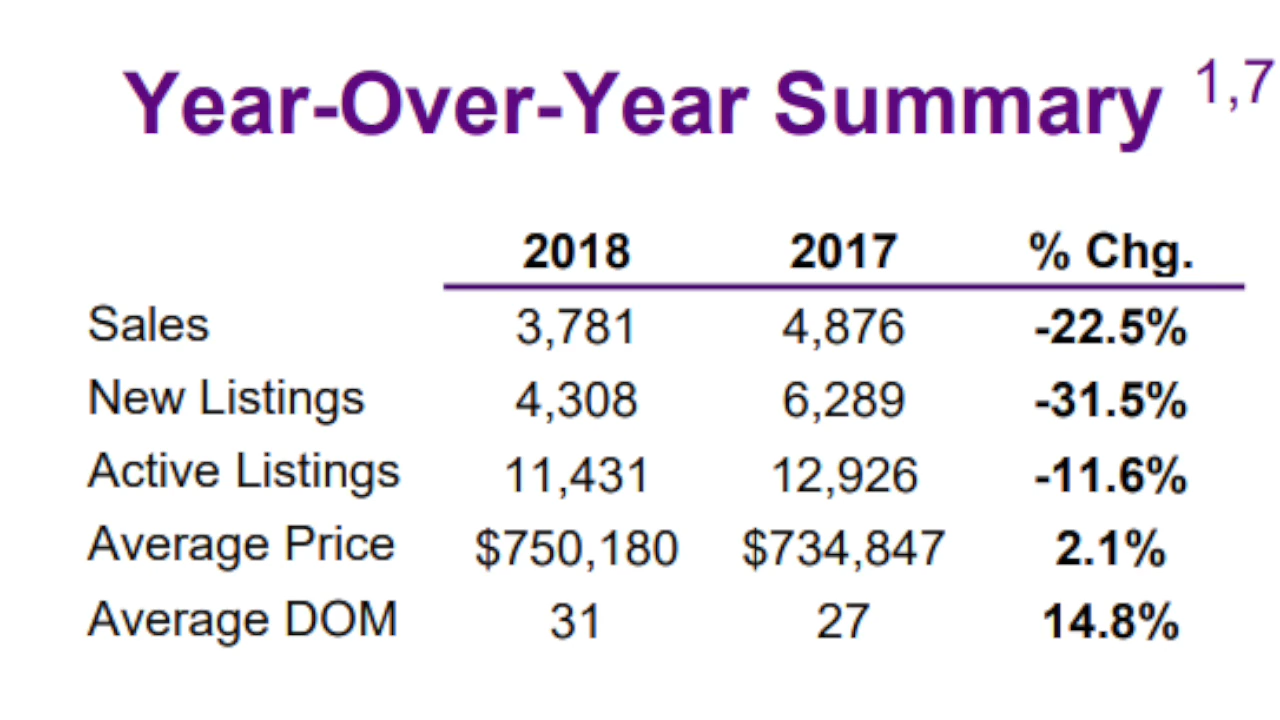 Year-Over-Year Summary 1,7
2018 2017 % Chg.
Sales 3,781 4,876 -22.5%
New Listings 4,308 6,289 -31.5%
Active Listings 11,431 12,926 -11.6%
Average Price $750,180 $734,847 2.1%
Average DOM 31 27 14.8%